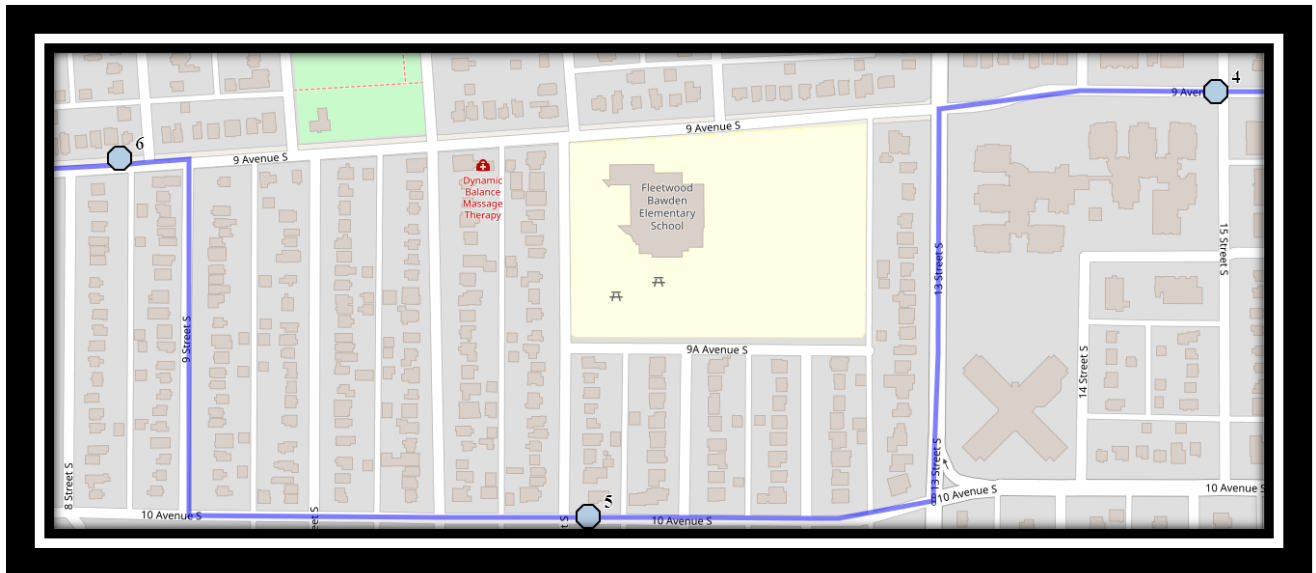 4
9 Aven
6
9 Avenue S
9 Avenue S
Dynamic
Balance
Massage
Therapy
Fleetwood
Bawden
Elementary
School
15 Street S
13 Street S
9 Street S
9A Avenue S
14 Street S
8 Street S
13 Street S
10 Avenue S
10 Avenue S
5
10 Avenue S
eet S
t S
10 Avenue S